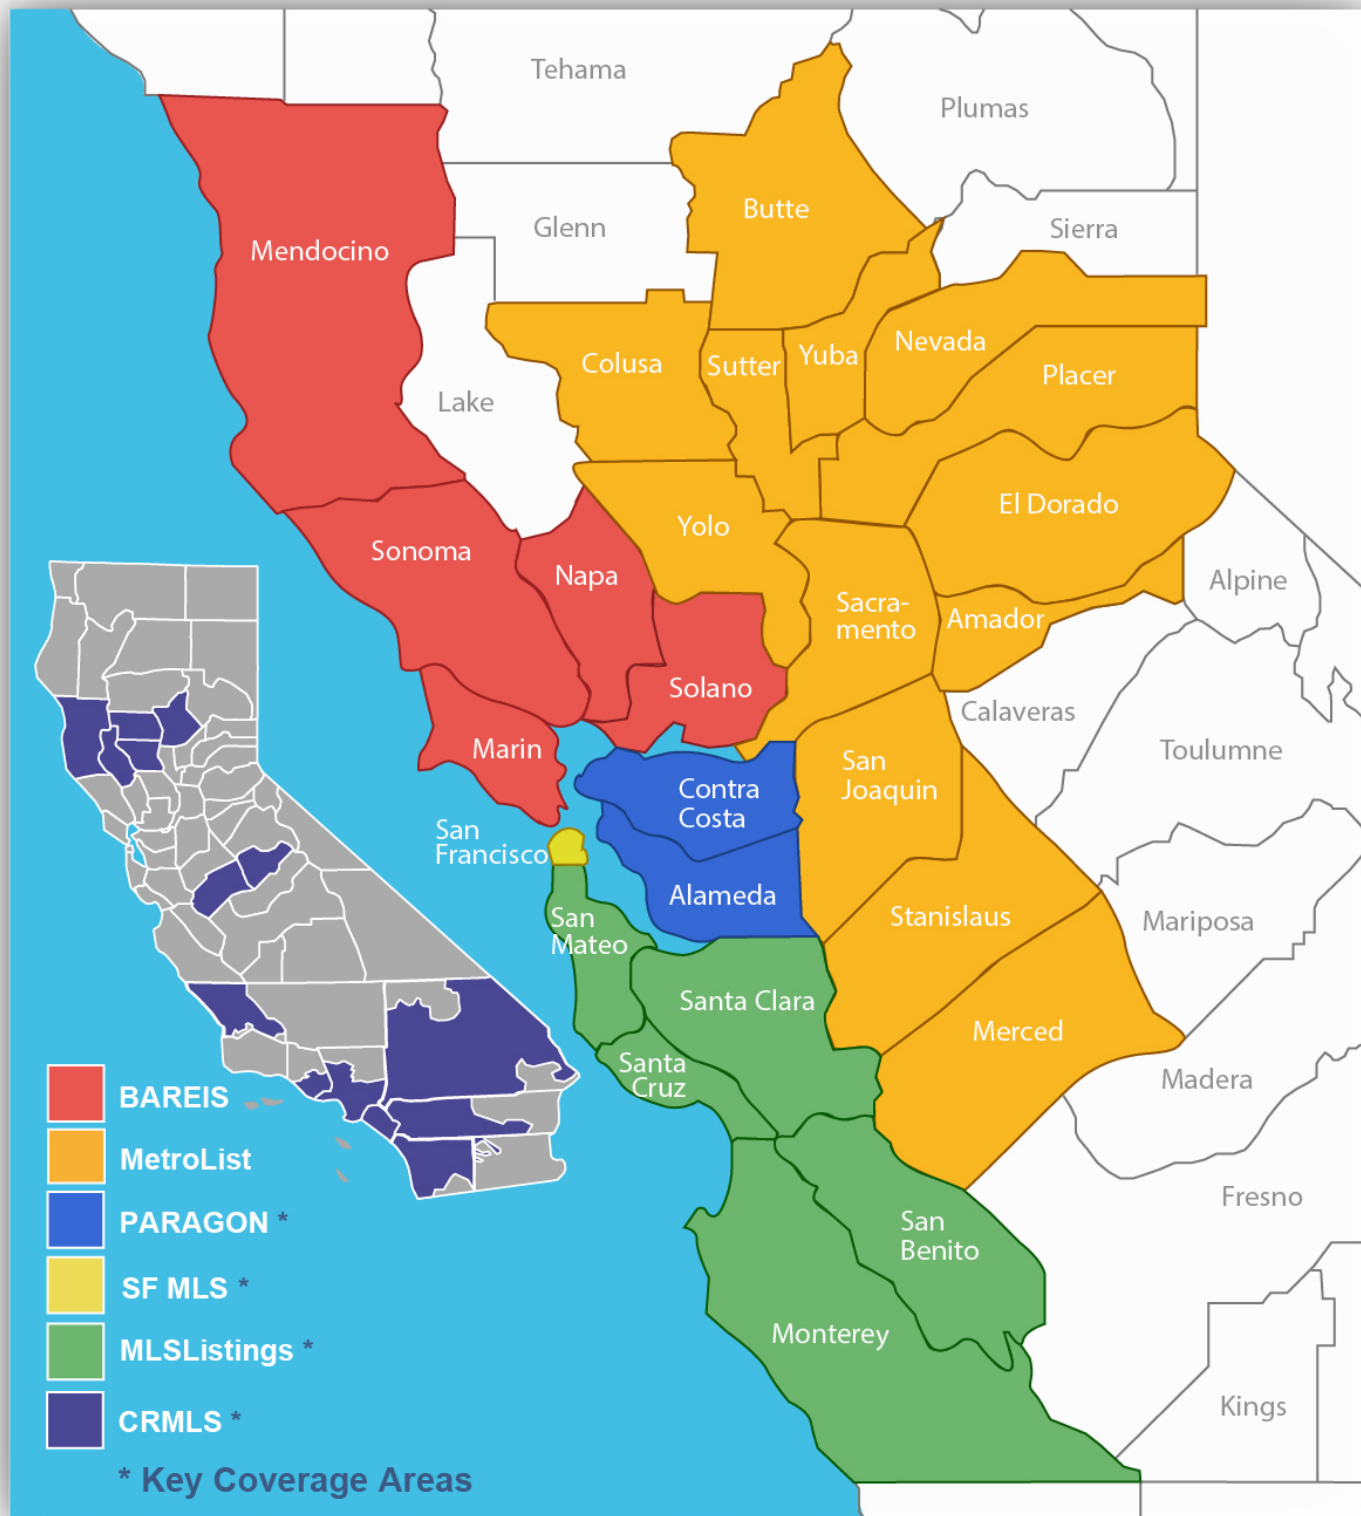 Tehama
Plumas
Butte
Glenn
Sierra
Mendocino
Nevada
Yuba
Colusa
Sutter
Placer
Lake
El Dorado
Yolo
Sonoma
Napa
Alpine
Sacra-
mento
Amador
Solano
Calaveras
Marin
Toulumne
San
Joaquin
Contra
Costa
San
Francisco
Alameda
Stanislaus
Mariposa
San
Mateo
Santa Clara
Merced
Santa
Cruz
Madera
Fresno
San
Benito
Monterey
Kings
BAREIS
MetroList
PARAGON *
SF MLS *
MLSListings *
CRMLS *
* Key Coverage Areas